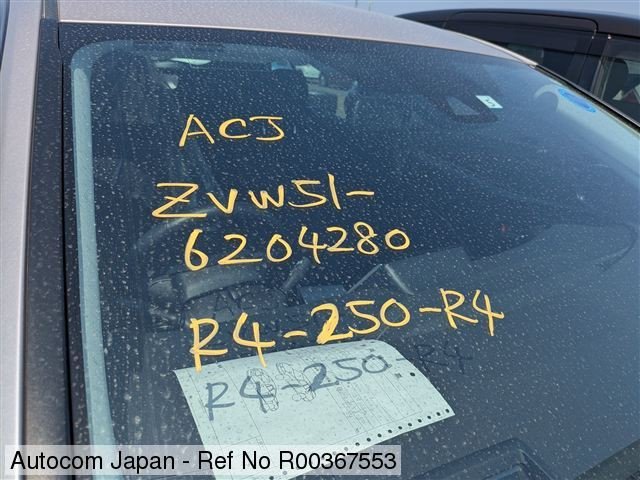 ACJ
ZVW51-
6204280
R4-250-R4
R4-250 R4
Autocom Japan - Ref No R00367553